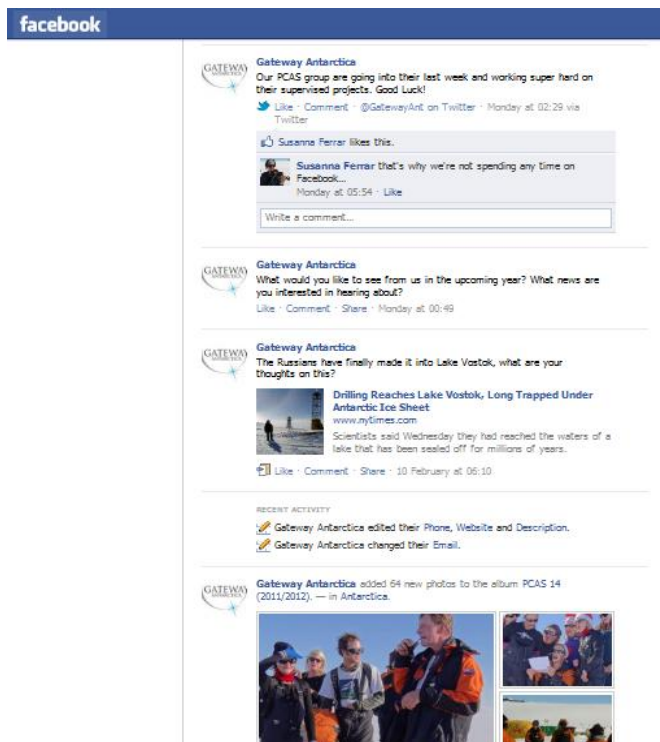 facebook
GATEWAY
ANTARCTICA
Gateway Antarctica
Our PCAS group are going into their last week and working super hard on
their supervised projects. Good Luck!
Like · Comment · @GatewayAnt on Twitter · Monday at 02:29 via
Twitter
Susanna Ferrar likes this.
Susanna Ferrar that's why we're not spending any time on
Facebook...
Monday at 05:54 · Like
Write a comment...
GATEWAY
ANTARCTICA
Gateway Antarctica
What would you like to see from us in the upcoming year? What news are
you interested in hearing about?
Like · Comment · Share · Monday at 00:49
GATEWAY
ANTARCTICA
Gateway Antarctica
The Russians have finally made it into Lake Vostok, what are your
thoughts on this?
Drilling Reaches Lake Vostok, Long Trapped Under
Antarctic Ice Sheet
www.nytimes.com
Scientists said Wednesday they had reached the waters of a
lake that has been sealed off for millions of years.
Like · Comment · Share · 10 February at 06:10
RECENT ACTIVITY
Gateway Antarctica edited their Phone, Website and Description.
Gateway Antarctica changed their Email.
GATEWAY
ANTARCTICA
Gateway Antarctica added 64 new photos to the album PCAS 14
(2011/2012). — in Antarctica.